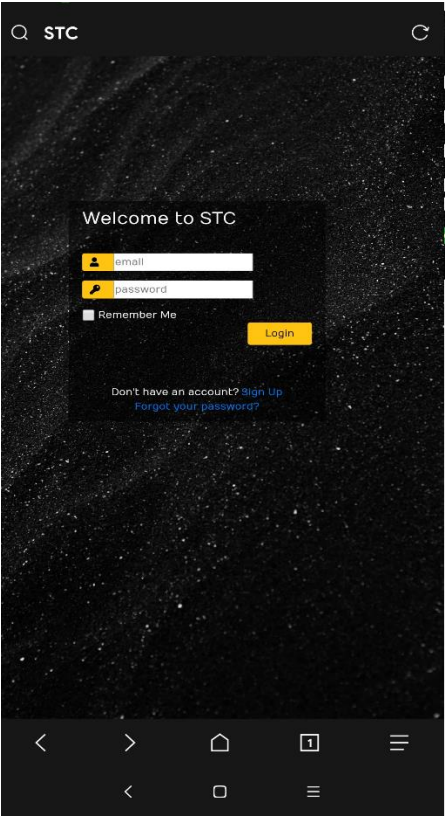 STC
Welcome to STC
email
password
Remember Me
Login
Don't have an account? Sign Up
Forgot your password?
1